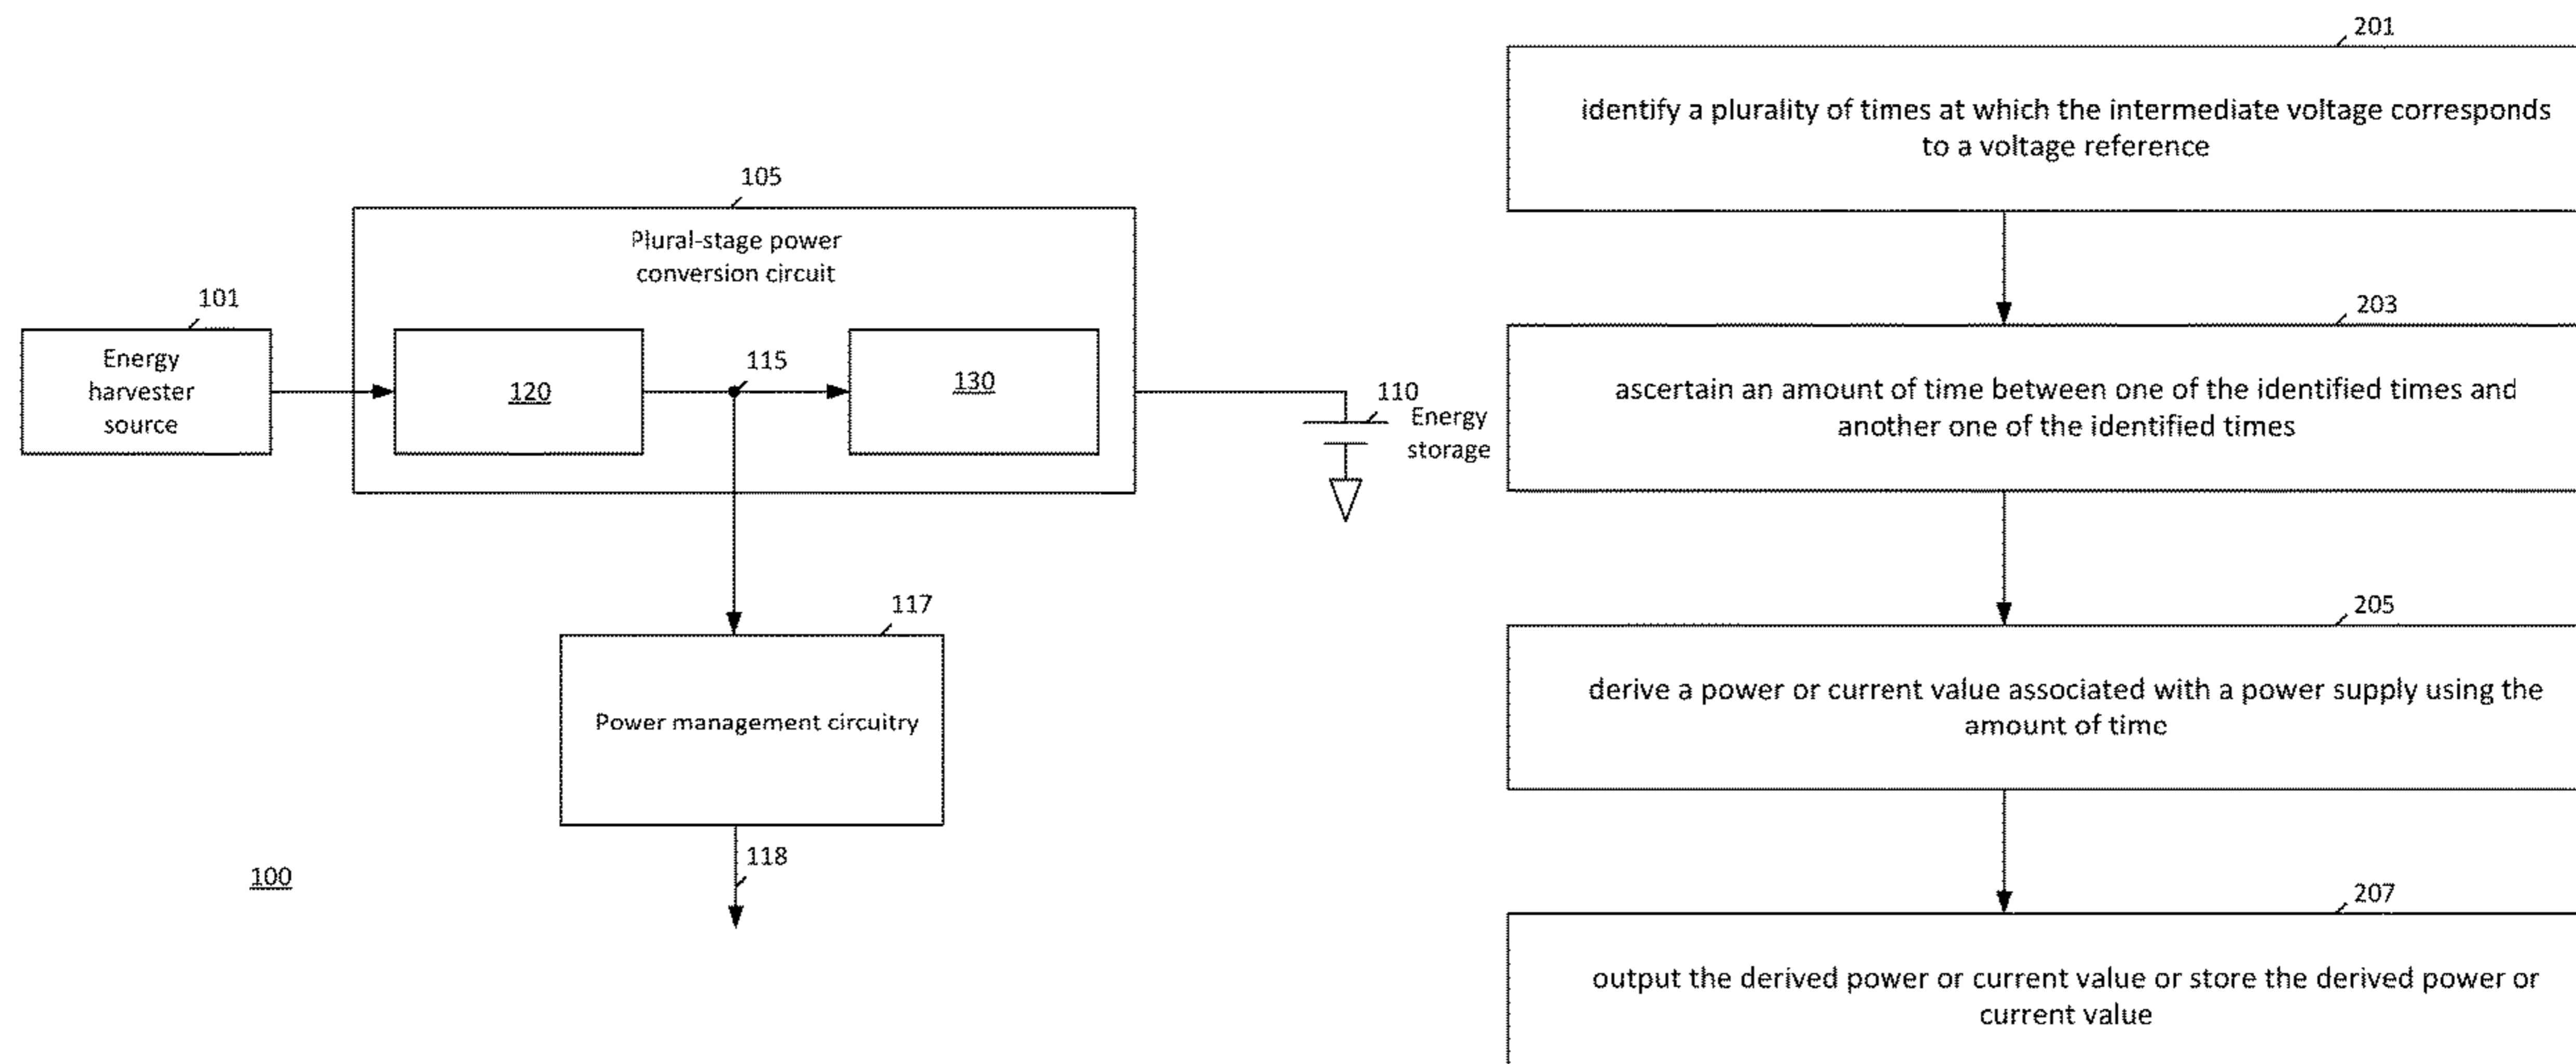 105
Plural-stage power
conversion circuit
101
Energy
harvester
source
120
115
130
110
Energy
storage
117
Power management circuitry
118
100
201
identify a plurality of times at which the intermediate voltage corresponds
to a voltage reference
203
ascertain an amount of time between one of the identified times and
another one of the identified times
205
derive a power or current value associated with a power supply using the
amount of time
207
output the derived power or current value or store the derived power or
current value